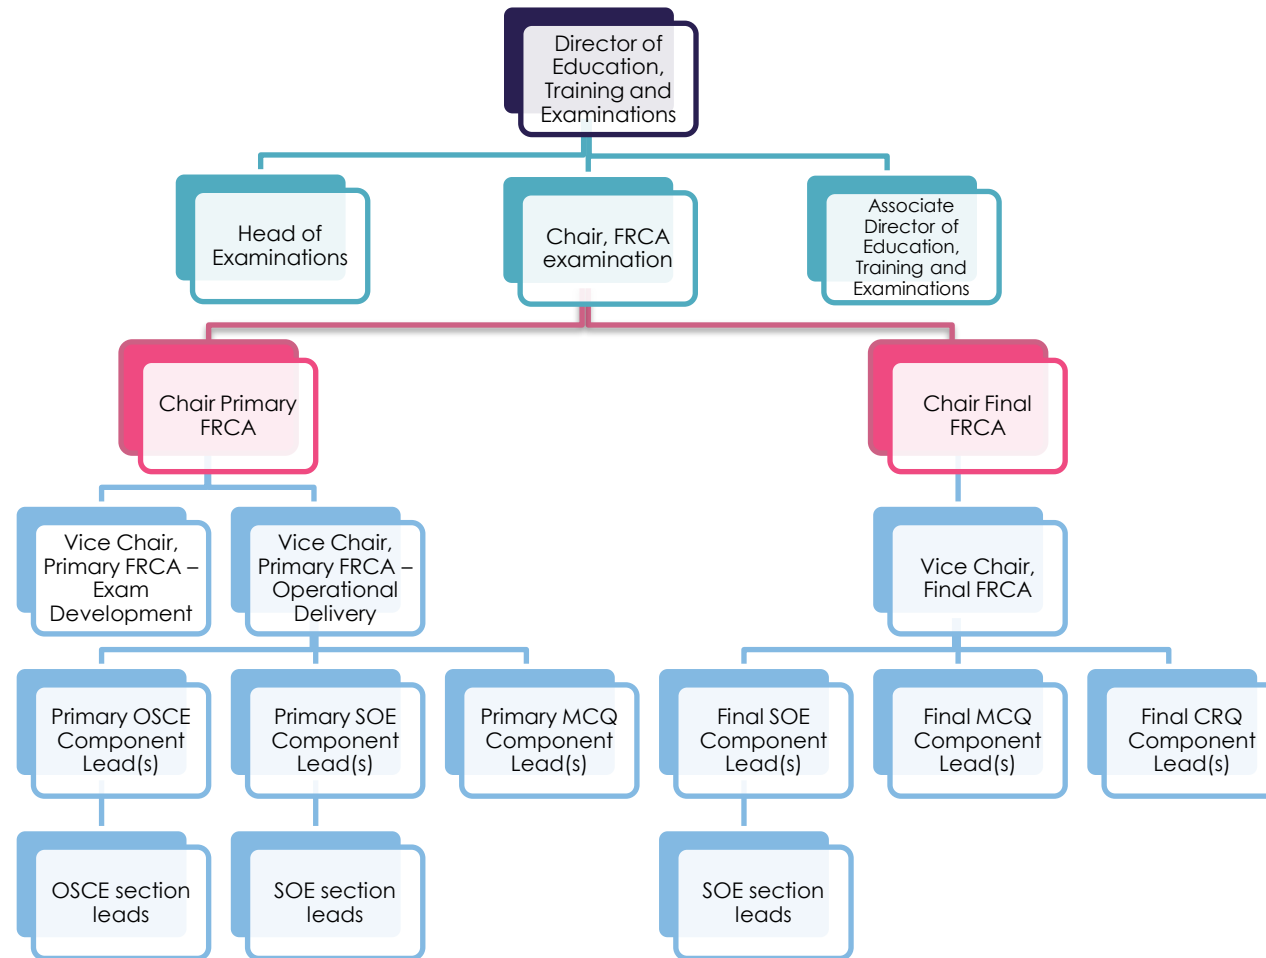 Director of
Education,
Training and
Examinations
Head of
Examinations
Chair, FRCA
examination
Associate
Director of
Education,
Training and
Examinations
Chair Primary
FRCA
Chair Final
FRCA
Vice Chair,
Primary FRCA –
Exam
Development
Vice Chair,
Primary FRCA –
Operational
Delivery
Vice Chair,
Final FRCA
Primary OSCE
Component
Lead(s)
Primary SOE
Component
Lead(s)
Primary MCQ
Component
Lead(s)
Final SOE
Component
Lead(s)
Final MCQ
Component
Lead(s)
Final CRQ
Component
Lead(s)
OSCE section
leads
SOE section
leads
SOE section
leads